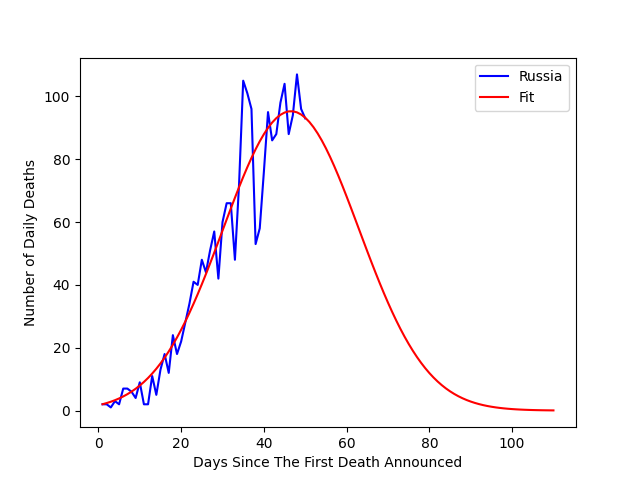 Russia
Fit
Number of Daily Deaths
100
80
60
40
20
0
0 20 40 60 80 100
Days Since The First Death Announced